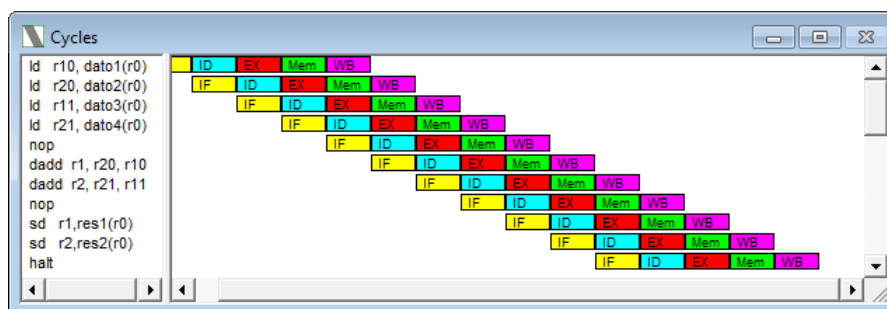 Cycles
ld r10, dato1(r0)
ld r20, dato2(r0)
ld r11, dato3(r0)
ld r21, dato4(r0)
nop
dadd r1, r20, r10
dadd r2, r21, r11
nop
sd r1,res1(r0)
sd r2,res2(r0)
halt
ID EX Mem WB
IF ID EX Mem WB
IF ID EX Mem WB
IF ID EX Mem WB
IF ID EX Mem WB
IF ID EX Mem WB
IF ID EX Mem WB
IF ID EX Mem WB
IF ID EX Mem WB
IF ID EX Mem WB
IF ID EX Mem WB